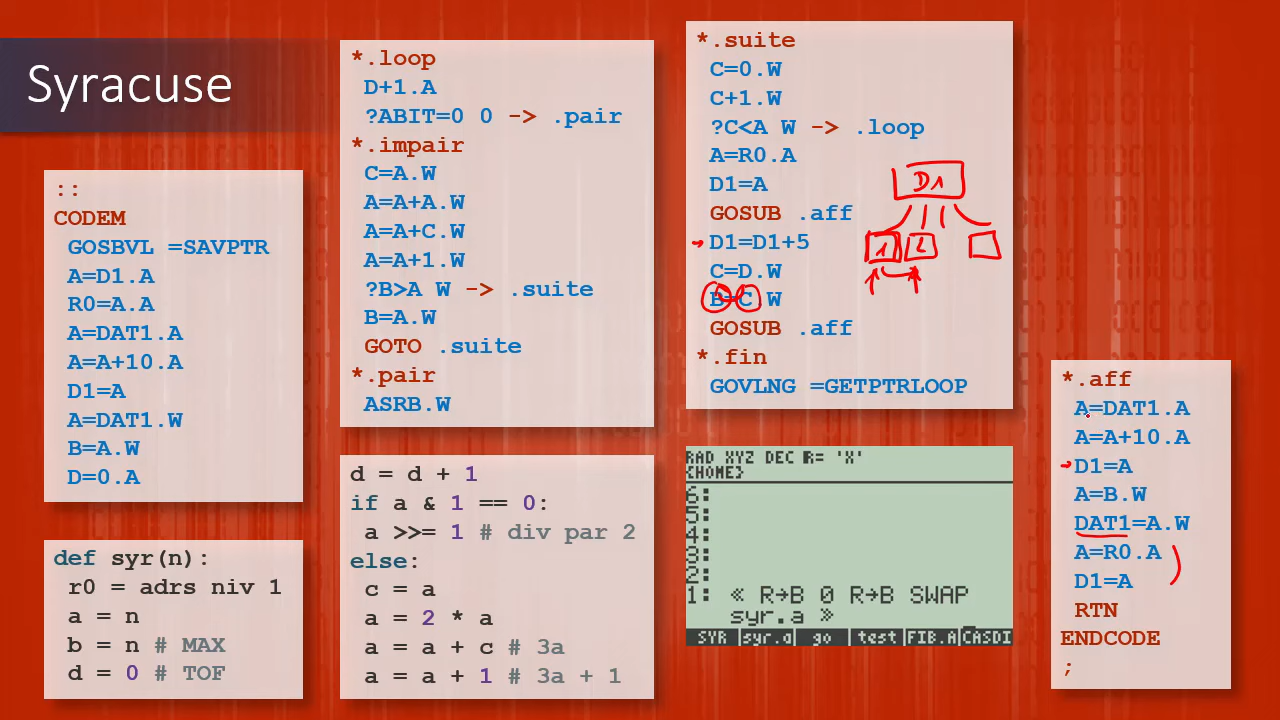 Syracuse
::
CODEM
GOSBVL =SAVPTR
A=D1.A
R0=A.A
A=DAT1.A
A=A+10.A
D1=A
A=DAT1.W
B=A.W
D=0.A
def syr(n):
r0 = adrs niv 1
a = n
b = n # MAX
d = 0 # TOF
*.loop
D+1.A
?ABIT=0 0 -> .pair
*.impair
C=A.W
A=A+A.W
A=A+C.W
A=A+1.W
?B>A W -> .suite
B=A.W
GOTO .suite
*.pair
ASRB.W
d = d + 1
if a & 1 == 0:
a >>= 1 # div par 2
else:
c = a
a = 2 * a
a = a + c # 3a
a = a + 1 # 3a + 1
*.suite
C=0.W
C+1.W
?C<A W -> .loop
A=R0.A
D1=A
GOSUB .aff
D1=D1+5
C=D.W
B=C.W
GOSUB .aff
*.fin
GOVLNG =GETPTRLOOP
D1
1 2
RAD XYZ DEC R= 'X'
{HOME}
6:
5:
4:
3:
2:
1: « R→B 0 R→B SWAP
syr.a »
SYR syr.a go test FIB.A CASDI
*.aff
A=DAT1.A
A=A+10.A
D1=A
A=B.W
DAT1=A.W
A=R0.A
D1=A
RTN
ENDCODE
;